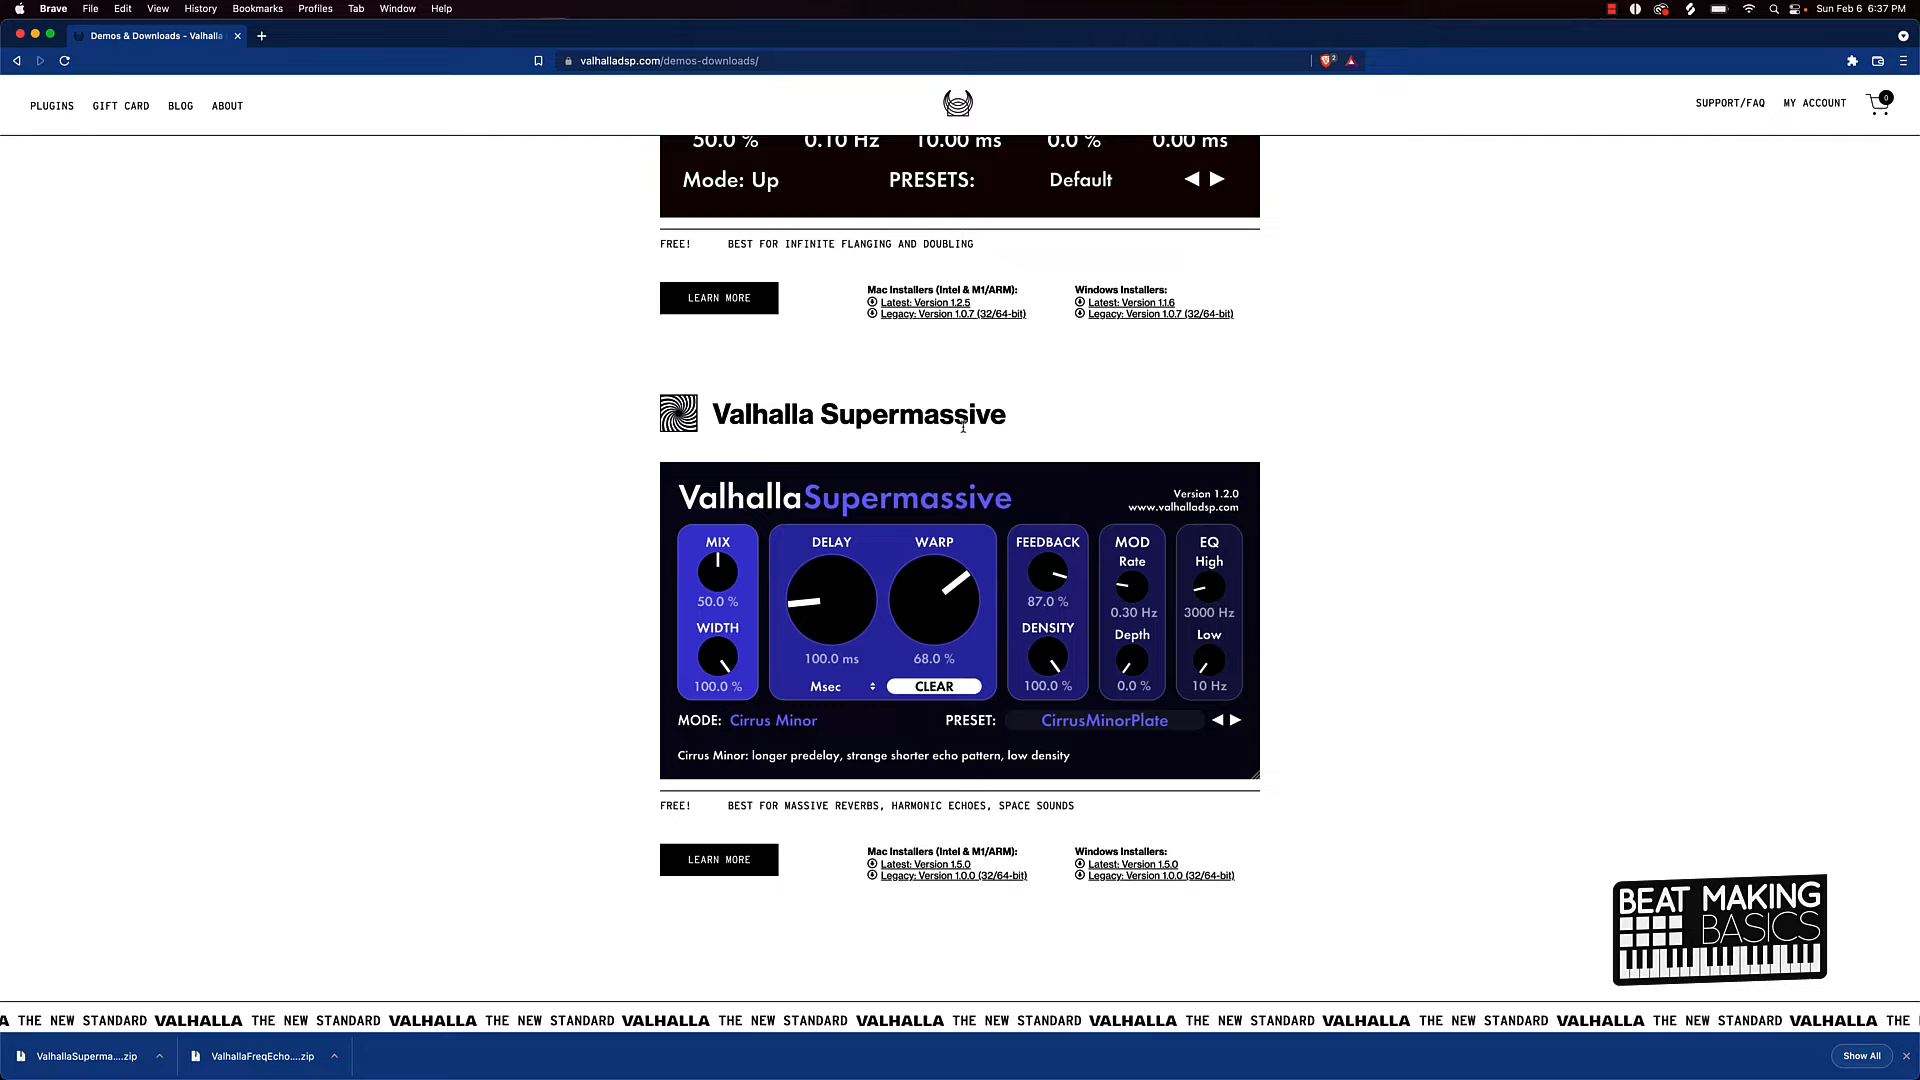 Brave File Edit View History Bookmarks Profiles Tab Window Help
Sun Feb 6 6:37 PM
Demos & Downloads - Valhalla
valhalladsp.com/demos-downloads/
2
PLUGINS GIFT CARD BLOG ABOUT
SUPPORT/FAQ MY ACCOUNT 0
50.0 % 0.10 Hz 10.00 ms 0.0 % 0.00 ms
Mode: Up PRESETS: Default
FREE! BEST FOR INFINITE FLANGING AND DOUBLING
LEARN MORE
Mac Installers (Intel & M1/ARM):
Latest: Version 1.2.5
Legacy: Version 1.0.7 (32/64-bit)
Windows Installers:
Latest: Version 1.1.6
Legacy: Version 1.0.7 (32/64-bit)
Valhalla Supermassive
ValhallaSupermassive
Version 1.2.0
www.valhalladsp.com
MIX DELAY WARP FEEDBACK MOD EQ
Rate High
50.0 % 87.0 % 0.30 Hz 3000 Hz
WIDTH DENSITY Depth Low
100.0 ms 68.0 %
100.0 % Msec CLEAR 100.0 % 0.0 % 10 Hz
MODE: Cirrus Minor PRESET: CirrusMinorPlate
Cirrus Minor: longer predelay, strange shorter echo pattern, low density
FREE! BEST FOR MASSIVE REVERBS, HARMONIC ECHOES, SPACE SOUNDS
LEARN MORE
Mac Installers (Intel & M1/ARM):
Latest: Version 1.5.0
Legacy: Version 1.0.0 (32/64-bit)
Windows Installers:
Latest: Version 1.5.0
Legacy: Version 1.0.0 (32/64-bit)
BEAT MAKING
BASICS
A THE NEW STANDARD VALHALLA THE NEW STANDARD VALHALLA THE NEW STANDARD VALHALLA THE NEW STANDARD VALHALLA THE NEW STANDARD VALHALLA THE NEW STANDARD VALHALLA THE NEW STANDARD VALHALLA THE NEW STANDARD VALHALLA THE
ValhallaSuperma....zip ValhallaFreqEcho....zip Show All